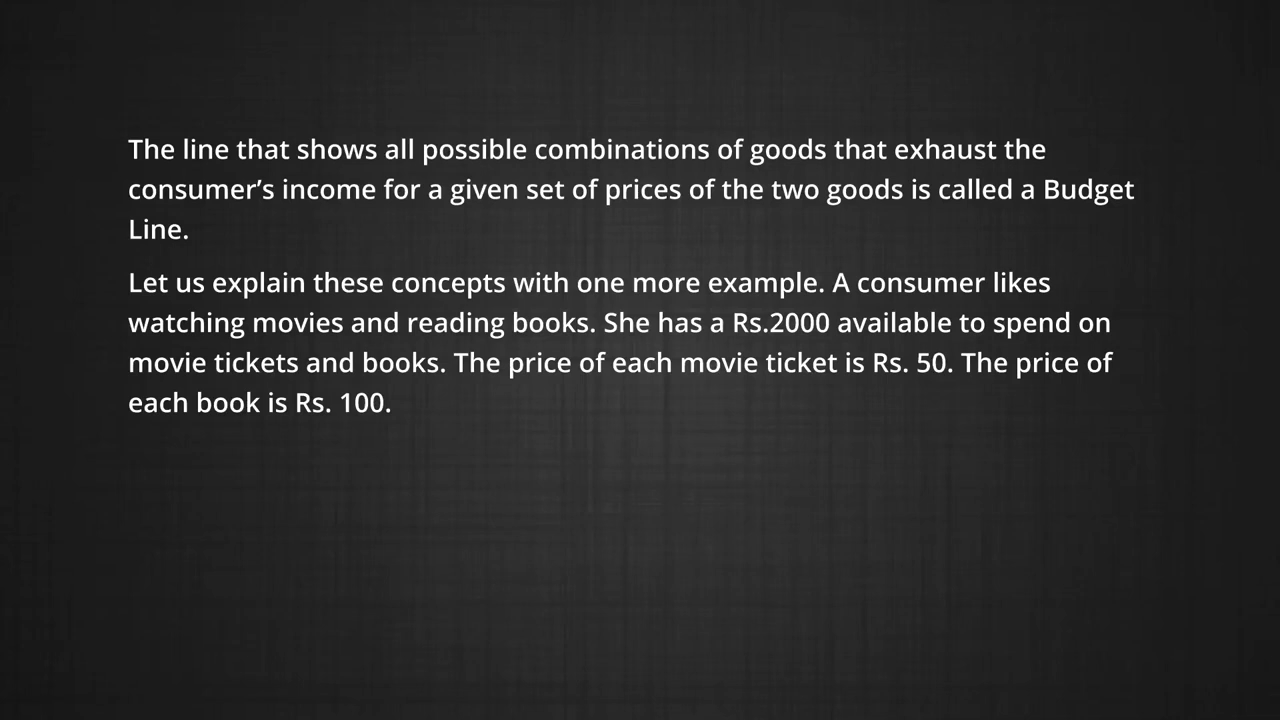 The line that shows all possible combinations of goods that exhaust the
consumer’s income for a given set of prices of the two goods is called a Budget
Line.
Let us explain these concepts with one more example. A consumer likes
watching movies and reading books. She has a Rs.2000 available to spend on
movie tickets and books. The price of each movie ticket is Rs. 50. The price of
each book is Rs. 100.